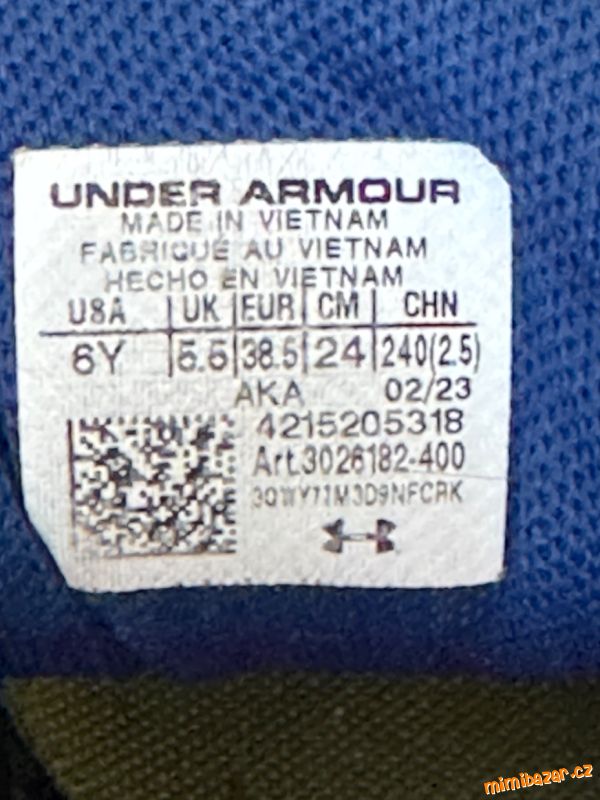 UNDER ARMOUR
MADE IN VIETNAM
FABRIQUÉ AU VIETNAM
HECHO EN VIETNAM
USA UK EUR CM CHN
6Y 5.5 38.5 24 240(2.5)
AKA 02/23
4215205318
Art.3026182-400
mimibazar.cz